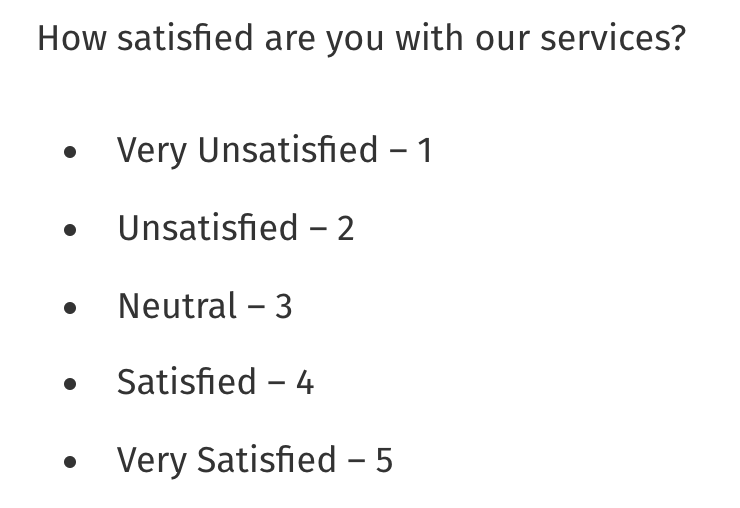 How satisfied are you with our services?
• Very Unsatisfied – 1
• Unsatisfied – 2
• Neutral – 3
• Satisfied – 4
• Very Satisfied – 5